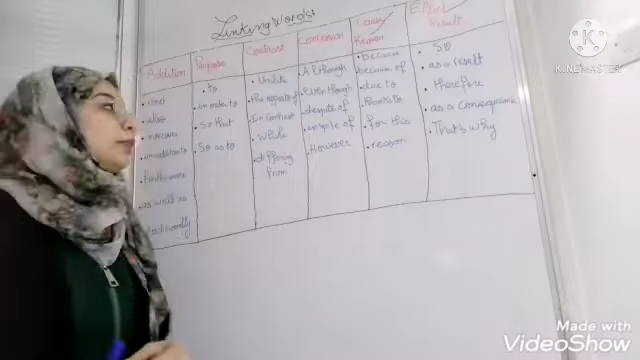 Linking Words
Addition Purpose Contrast Concession Cause/ Reason Effect/ Result
. and
. also
. moreover
. in addition to
. furthermore
. as well as
. additionally
. to
. in order to
. so that
. so as to
. Unlike
. the opposite of
. In contrast
. while
. differing from
. Although
. Even though
. despite of
. inspite of
. However
. because
. because of
. due to
. thanks to
. for this
. reason
. so
. as a result
. therefore
. as a consequence
. That's why
KINEMASTER
Made with
VideoShow